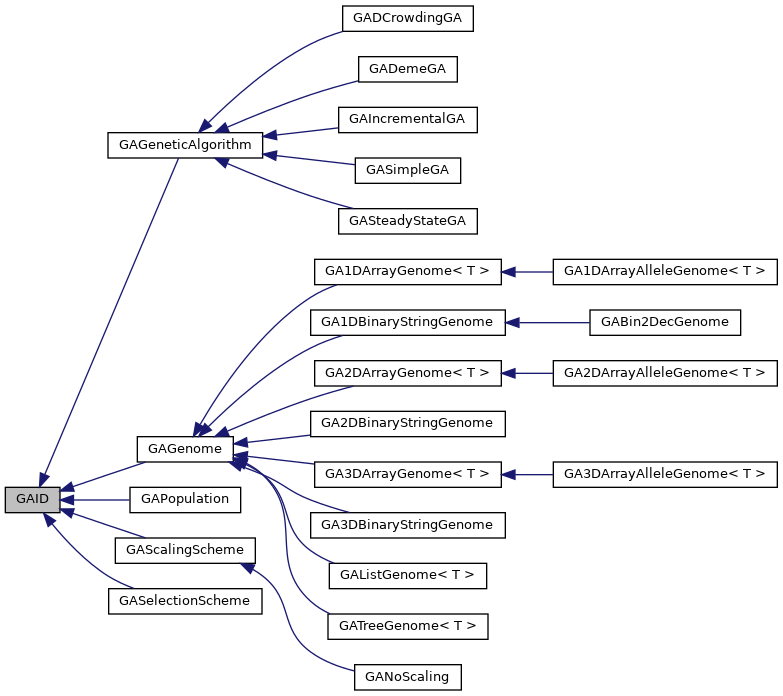 GADCrowdingGA
GADemeGA
GAIncrementalGA
GAGeneticAlgorithm
GASimpleGA
GASteadyStateGA
GA1DArrayGenome< T >
GA1DArrayAlleleGenome< T >
GA1DBinaryStringGenome
GABin2DecGenome
GA2DArrayGenome< T >
GA2DArrayAlleleGenome< T >
GA2DBinaryStringGenome
GAGenome
GA3DArrayGenome< T >
GA3DArrayAlleleGenome< T >
GAID
GAPopulation
GA3DBinaryStringGenome
GAScalingScheme
GAListGenome< T >
GASelectionScheme
GATreeGenome< T >
GANoScaling